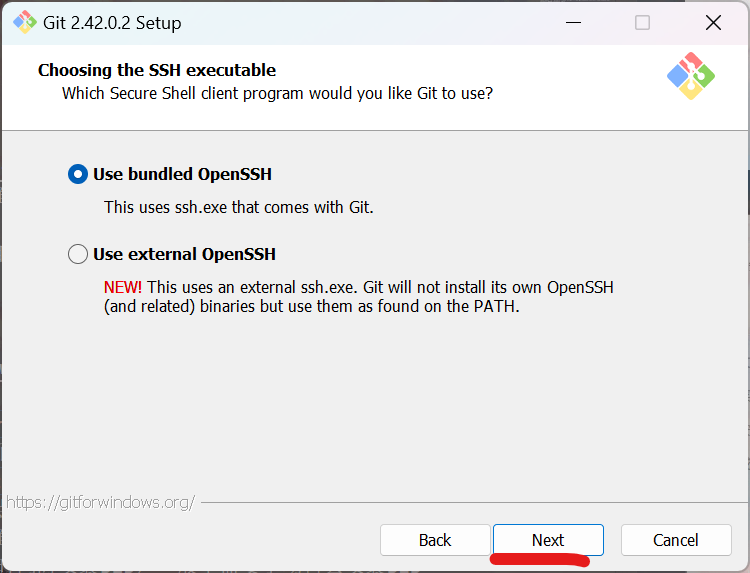 Git 2.42.0.2 Setup
Choosing the SSH executable
Which Secure Shell client program would you like Git to use?
Use bundled OpenSSH
This uses ssh.exe that comes with Git.
Use external OpenSSH
NEW! This uses an external ssh.exe. Git will not install its own OpenSSH
(and related) binaries but use them as found on the PATH.
https://gitforwindows.org/
Back
Next
Cancel